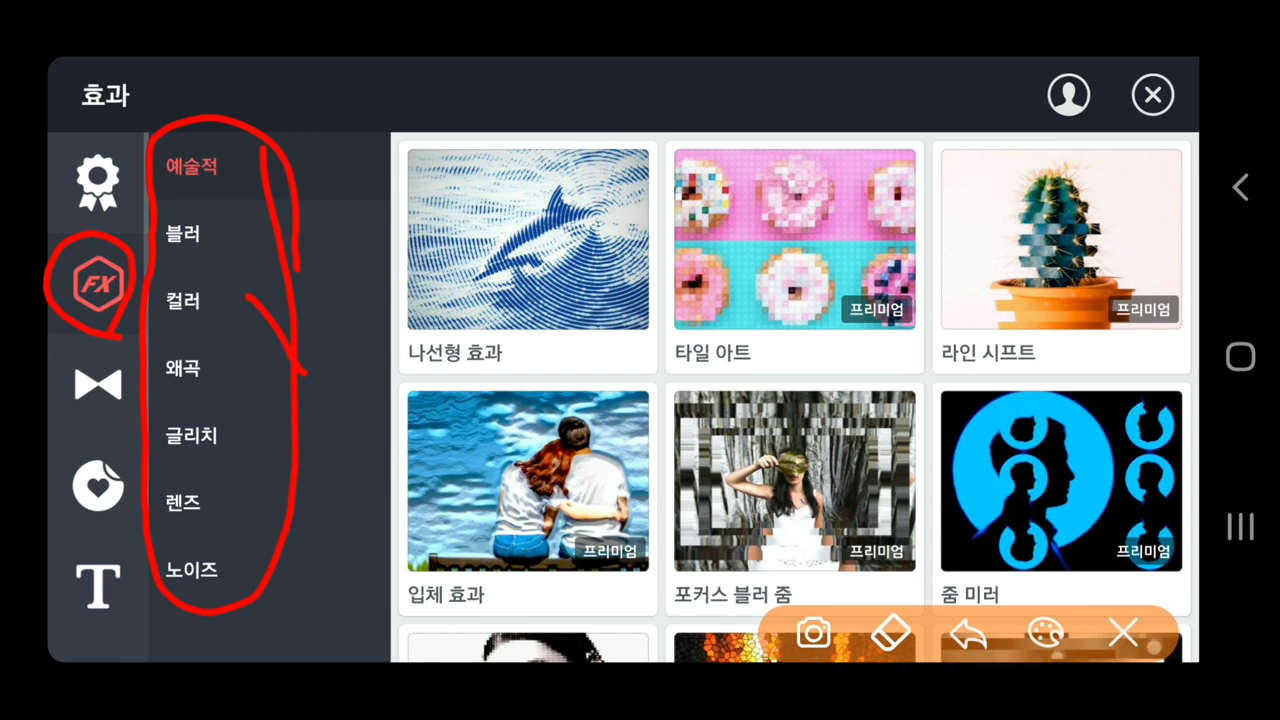 효과
FX
T
예술적
블러
컬러
왜곡
글리치
렌즈
노이즈
나선형 효과
프리미엄
타일 아트
프리미엄
라인 시프트
프리미엄
입체 효과
프리미엄
포커스 블러 줌
프리미엄
줌 미러